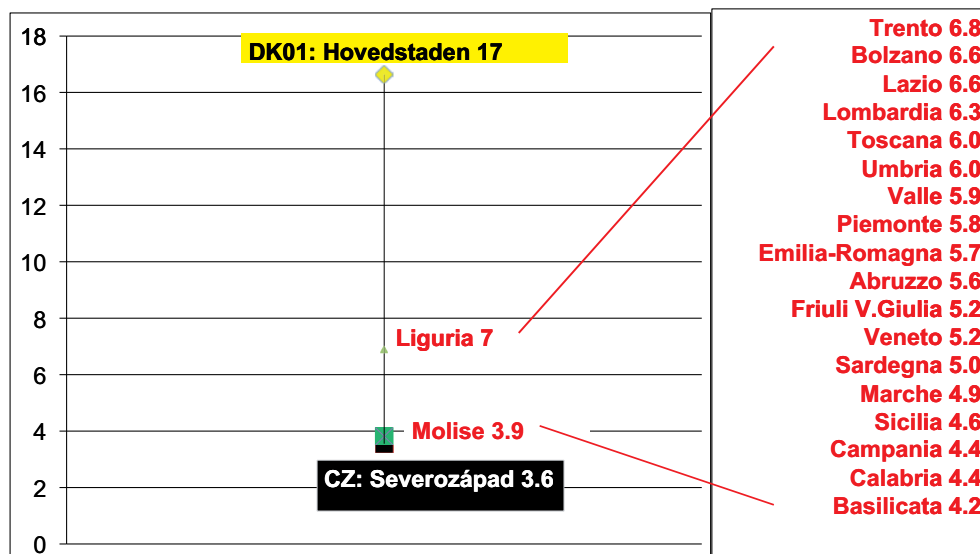 18
16
14
12
10
8
6
4
2
0
DK01: Hovedstaden 17
Liguria 7
Molise 3.9
CZ: Severozápad 3.6
Trento 6.8
Bolzano 6.6
Lazio 6.6
Lombardia 6.3
Toscana 6.0
Umbria 6.0
Valle 5.9
Piemonte 5.8
Emilia-Romagna 5.7
Abruzzo 5.6
Friuli V.Giulia 5.2
Veneto 5.2
Sardegna 5.0
Marche 4.9
Sicilia 4.6
Campania 4.4
Calabria 4.4
Basilicata 4.2